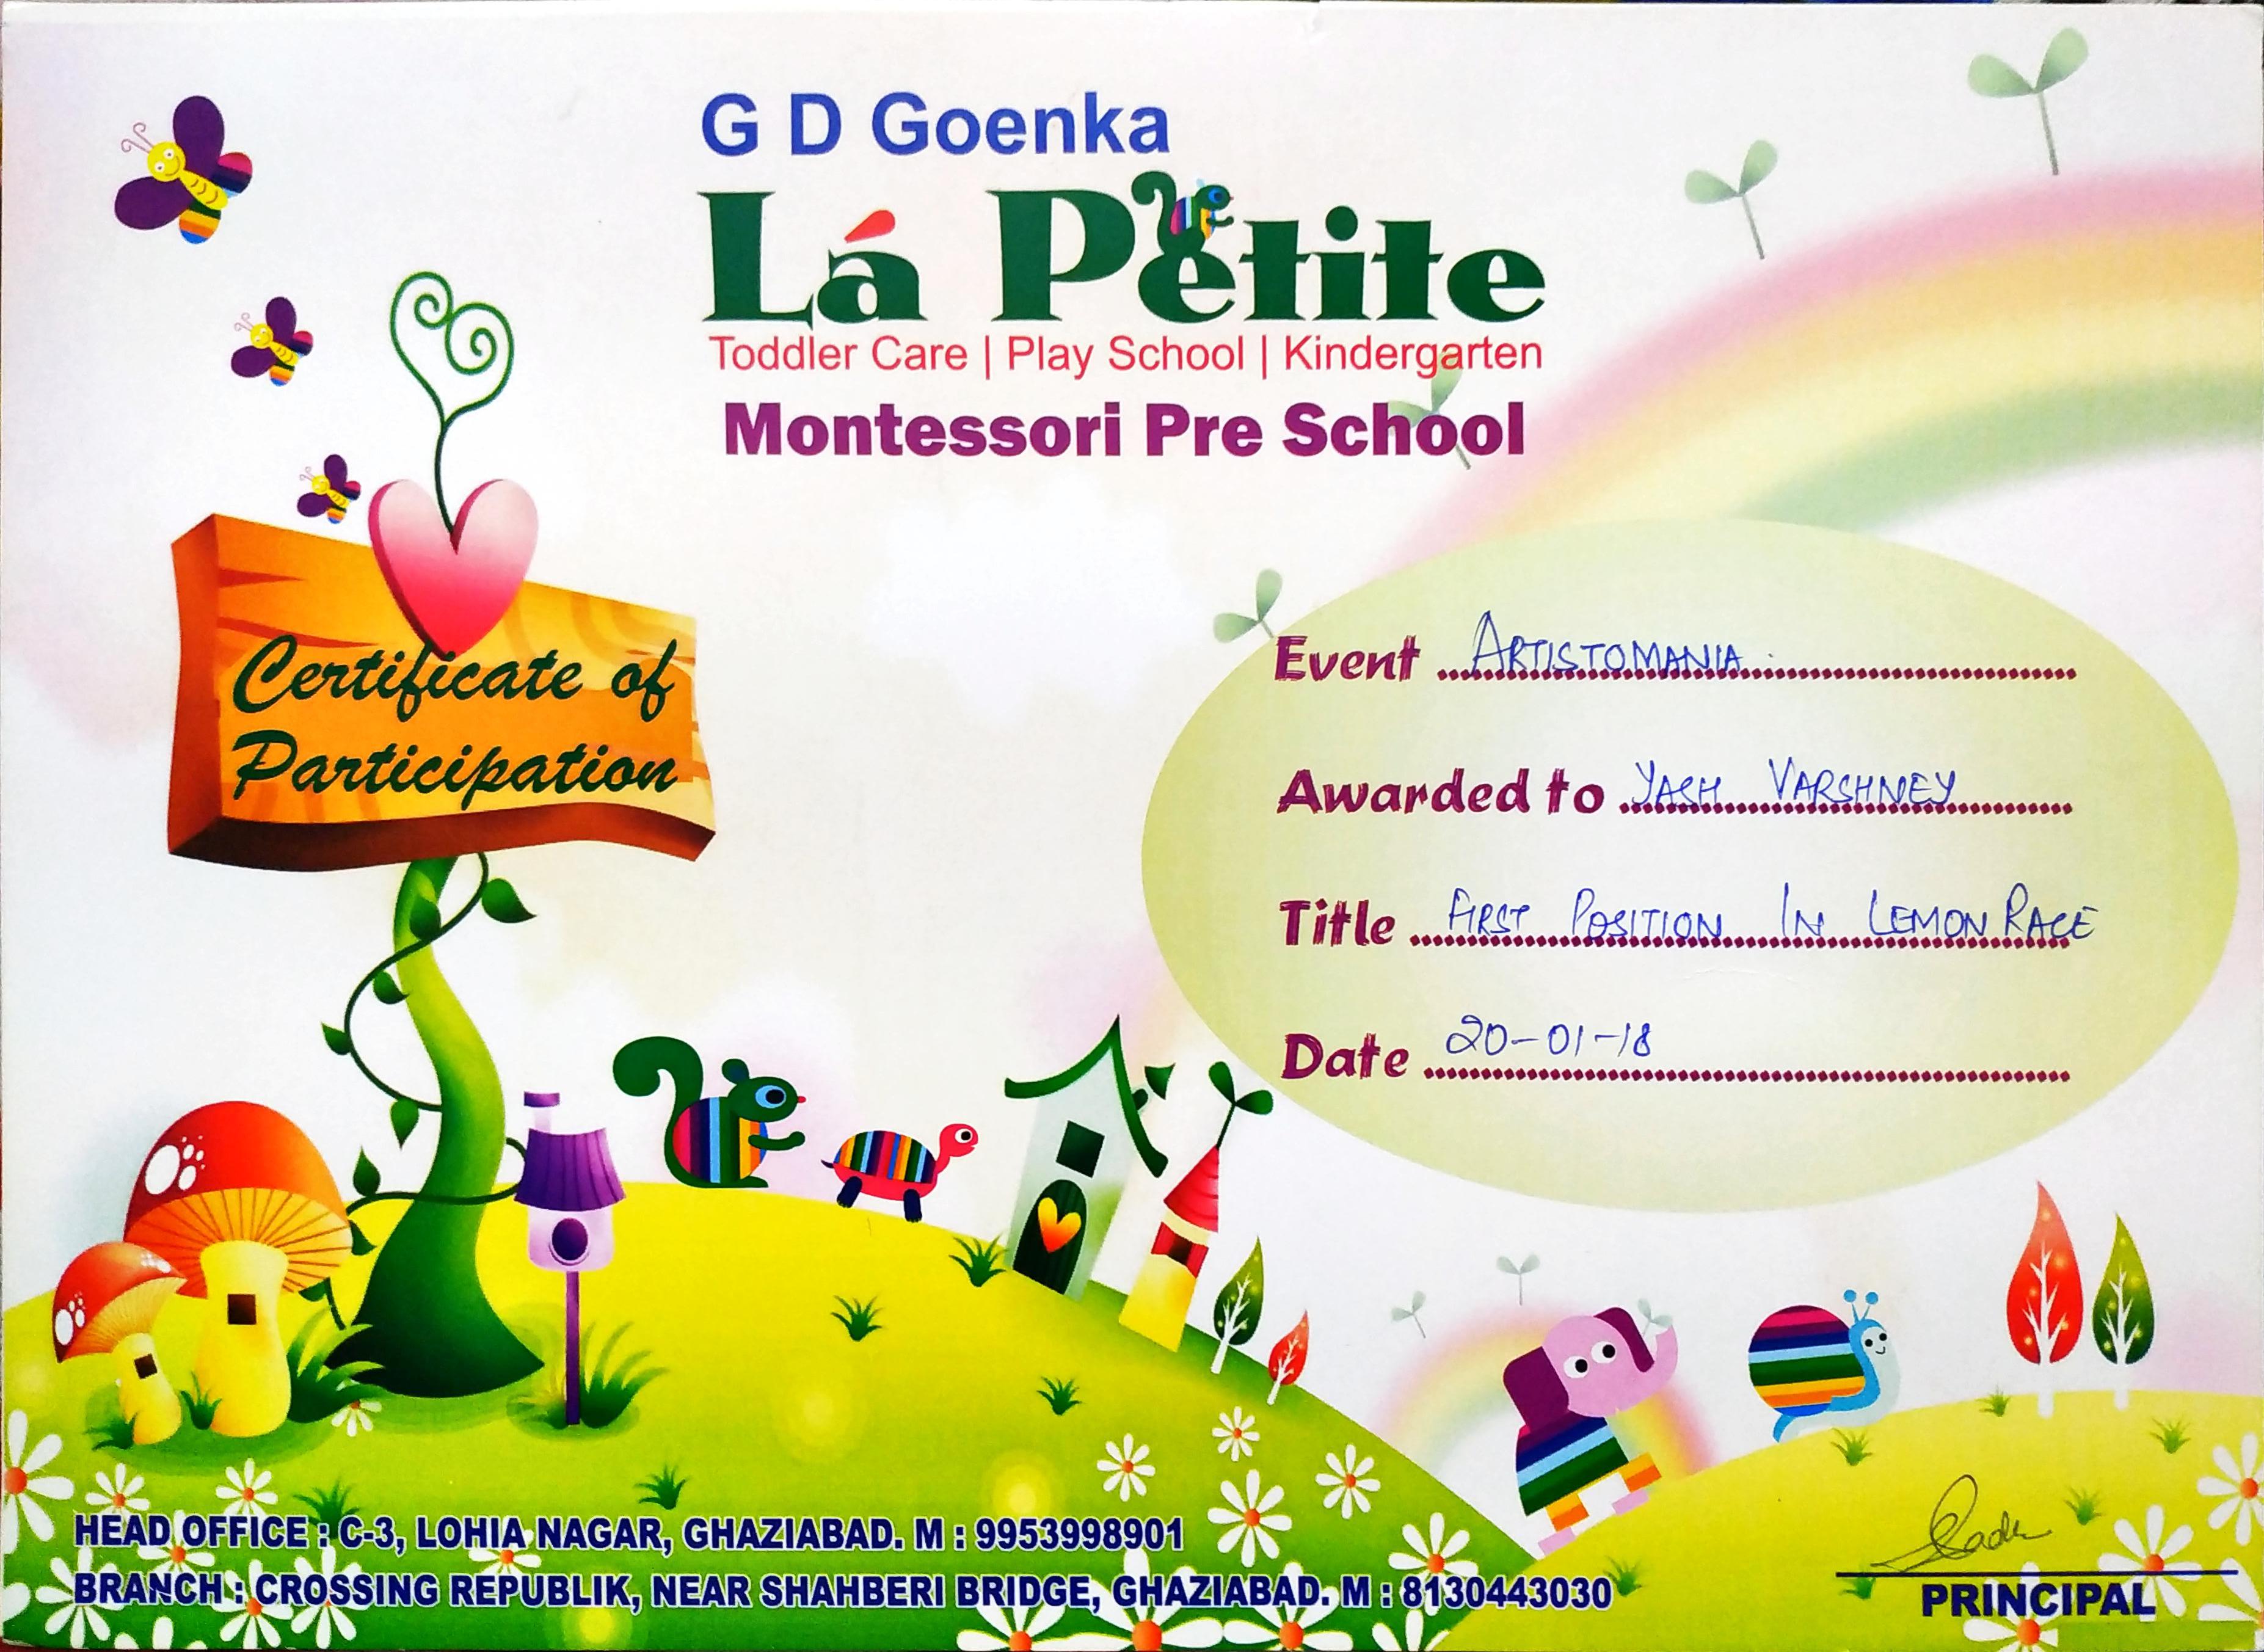 G D Goenka
Lá Petite
Toddler Care | Play School | Kindergarten
Montessori Pre School
Certificate of
Participation
Event ARTISTOMANIA
Awarded to YASH VARSHNEY
Title FIRST POSITION IN LEMON RACE
Date 20-01-18
HEAD OFFICE : C-3, LOHIA NAGAR, GHAZIABAD. M : 9953998901
BRANCH : CROSSING REPUBLIK, NEAR SHAHBERI BRIDGE, GHAZIABAD. M : 8130443030
PRINCIPAL